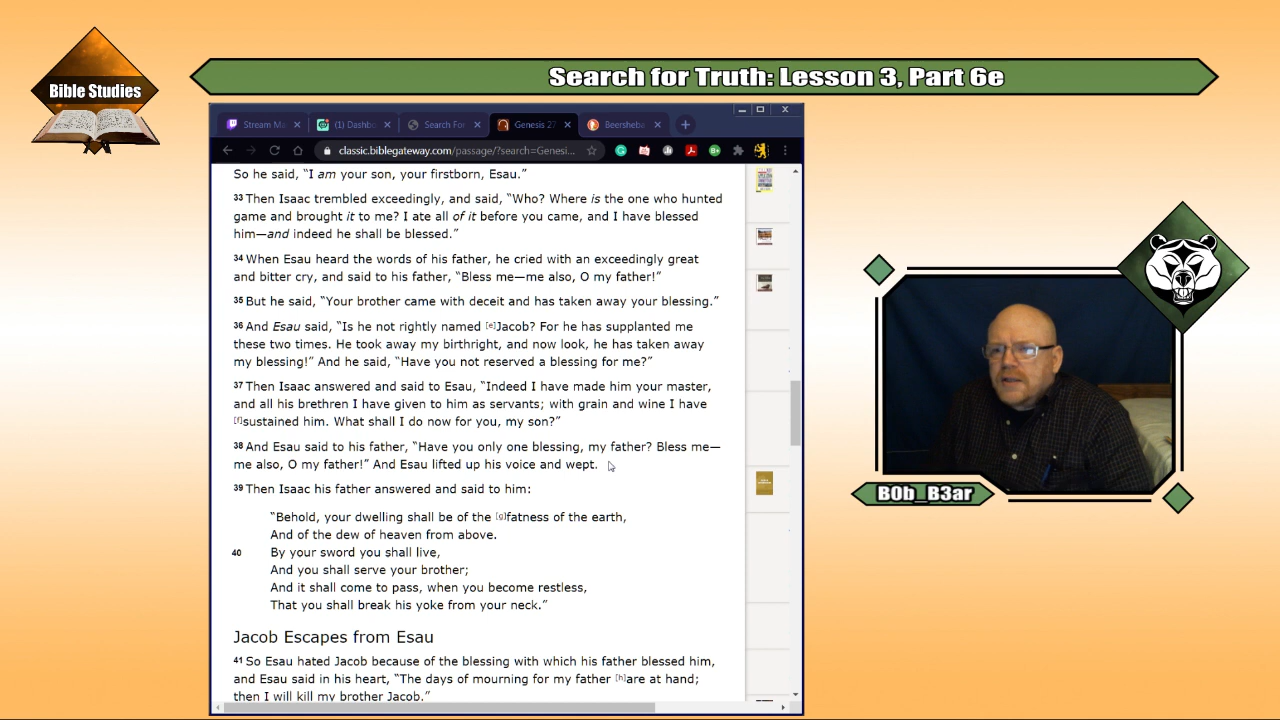 Bible Studies
Search for Truth: Lesson 3, Part 6e
Stream Ma
(1) Dashbo
Search For
Genesis 27
Beershebe
classic.biblegateway.com/passage/?search=Genesi...
So he said, “I am your son, your firstborn, Esau.”
33 Then Isaac trembled exceedingly, and said, “Who? Where is the one who hunted
game and brought it to me? I ate all of it before you came, and I have blessed
him—and indeed he shall be blessed.”
34 When Esau heard the words of his father, he cried with an exceedingly great
and bitter cry, and said to his father, “Bless me—me also, O my father!”
35 But he said, “Your brother came with deceit and has taken away your blessing.”
36 And Esau said, “Is he not rightly named [e]Jacob? For he has supplanted me
these two times. He took away my birthright, and now look, he has taken away
my blessing!” And he said, “Have you not reserved a blessing for me?”
37 Then Isaac answered and said to Esau, “Indeed I have made him your master,
and all his brethren I have given to him as servants; with grain and wine I have
[f]sustained him. What shall I do now for you, my son?”
38 And Esau said to his father, “Have you only one blessing, my father? Bless me—
me also, O my father!” And Esau lifted up his voice and wept.
39 Then Isaac his father answered and said to him:
“Behold, your dwelling shall be of the [g]fatness of the earth,
And of the dew of heaven from above.
40 By your sword you shall live,
And you shall serve your brother;
And it shall come to pass, when you become restless,
That you shall break his yoke from your neck.”
Jacob Escapes from Esau
41 So Esau hated Jacob because of the blessing with which his father blessed him,
and Esau said in his heart, “The days of mourning for my father [h]are at hand;
then I will kill my brother Jacob.”
B0b_B3ar